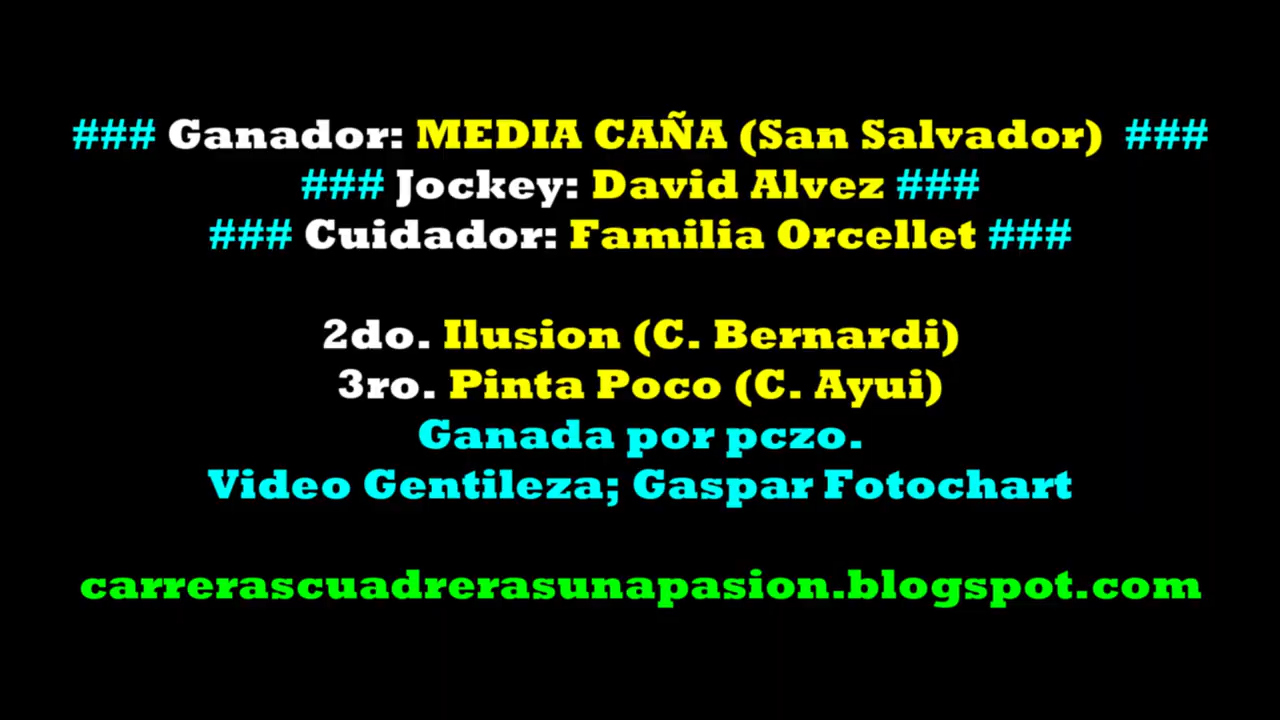 ### Ganador: MEDIA CAÑA (San Salvador) ###
### Jockey: David Alvez ###
### Cuidador: Familia Orcellet ###
2do. Ilusion (C. Bernardi)
3ro. Pinta Poco (C. Ayui)
Ganada por pczo.
Video Gentileza; Gaspar Fotochart
carrerascuadrerasunapasion.blogspot.com